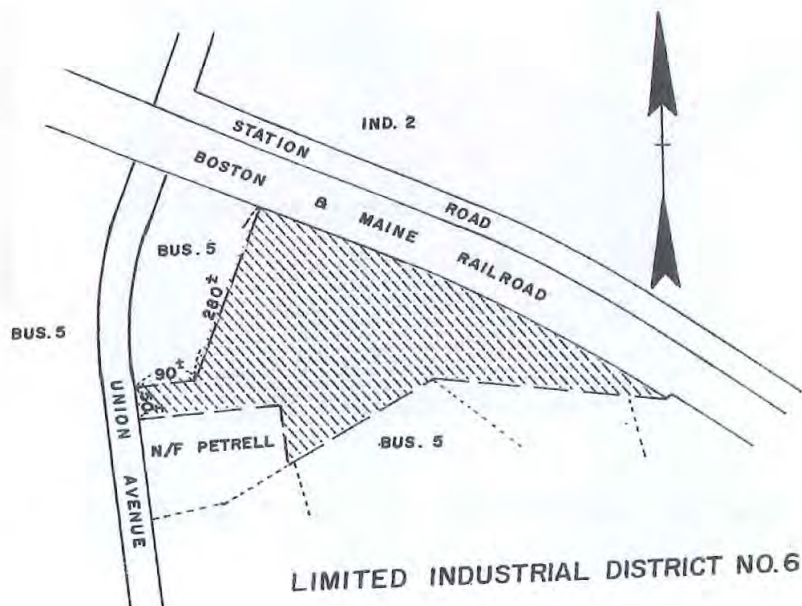 IND. 2
STATION ROAD
BOSTON & MAINE RAILROAD
BUS. 5
280±
BUS. 5
90±
50±
UNION AVENUE
N/F PETRELL
BUS. 5
LIMITED INDUSTRIAL DISTRICT NO. 6